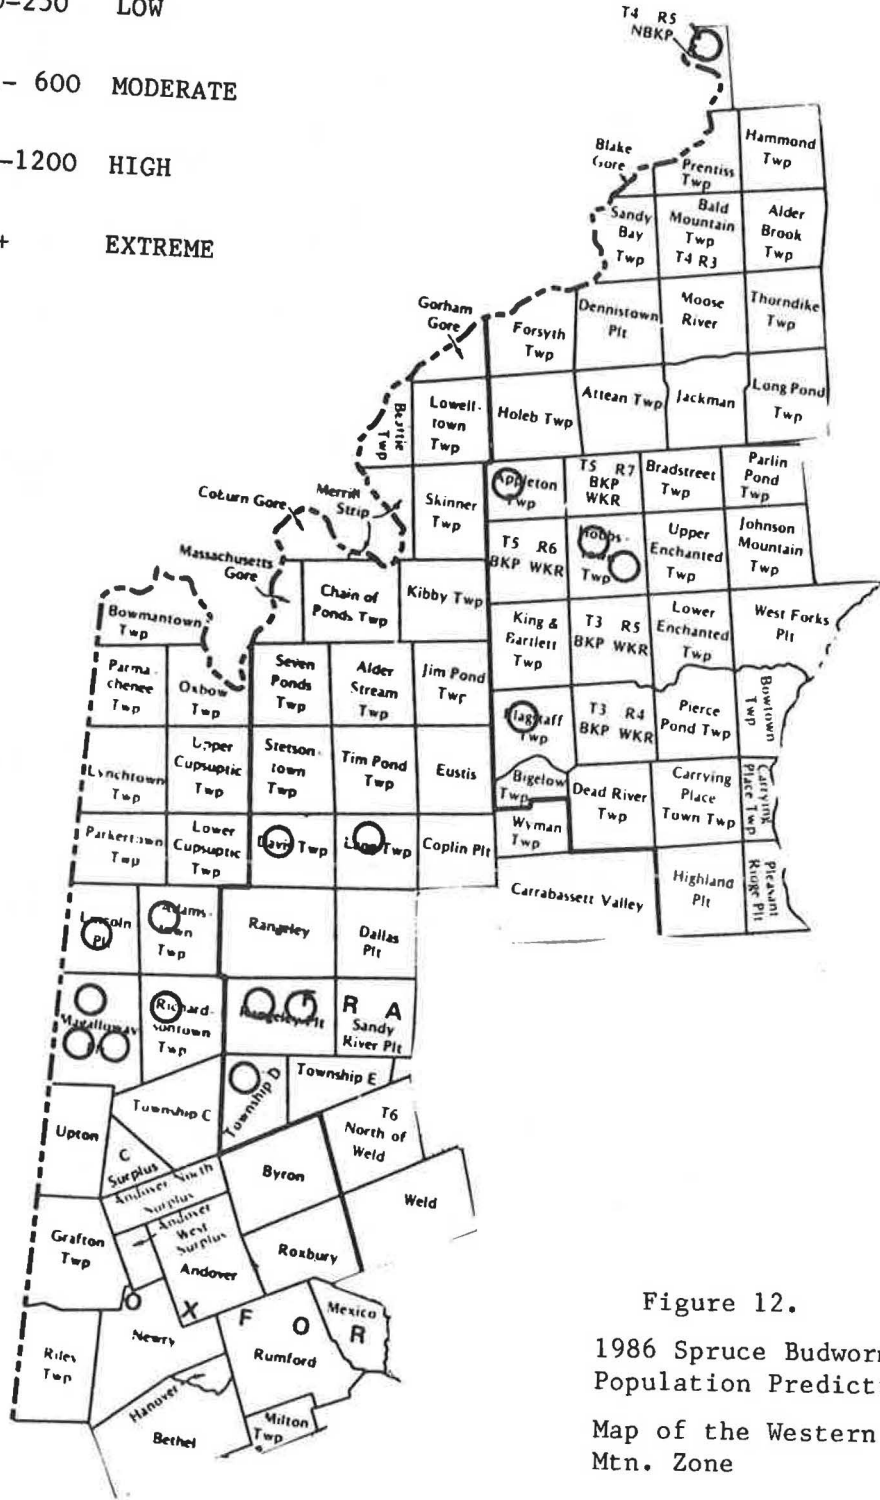 0-250 LOW
- 600 MODERATE
-1200 HIGH
+ EXTREME
T4 R5
NBKP
Hammond
Twp
Blake
Gore
Prentiss
Twp
Sandy
Bay
Twp
Bald
Mountain
Twp
T4 R3
Alder
Brook
Twp
Gorham
Gore
Forsyth
Twp
Dennistown
Plt
Moose
River
Thorndike
Twp
Beattie
Twp
Lowell-
town
Twp
Holeb Twp
Attean Twp
Jackman
Long Pond
Twp
Coburn Gore
Merrill
Strip
Skinner
Twp
Appleton
Twp
T5 R7
BKP
WKR
Bradstreet
Twp
Parlin
Pond
Twp
Massachusetts
Gore
Chain of
Ponds Twp
Kibby Twp
T5 R6
BKP WKR
Hobbs-
town
Twp
Upper
Enchanted
Twp
Johnson
Mountain
Twp
Bowmantown
Twp
King &
Bartlett
Twp
T3 R5
BKP WKR
Lower
Enchanted
Twp
West Forks
Plt
Parma-
chenee
Twp
Oxbow
Twp
Seven
Ponds
Twp
Alder
Stream
Twp
Jim Pond
Twp
Flagstaff
Twp
T3 R4
BKP WKR
Pierce
Pond Twp
Bowtown
Twp
Lynchtown
Twp
Upper
Cupsuptic
Twp
Stetson-
town
Twp
Tim Pond
Twp
Eustis
Bigelow
Twp
Dead River
Twp
Carrying
Place
Town Twp
Carrying
Place Twp
Parkertown
Twp
Lower
Cupsuptic
Twp
Davis Twp
Lang Twp
Coplin Plt
Wyman
Twp
Carrabassett Valley
Highland
Plt
Pleasant
Ridge Plt
Lincoln
Plt
Adams-
town
Twp
Rangeley
Dallas
Plt
Magalloway
Plt
Richard-
sontown
Twp
Rangeley Plt
F R A
Sandy
River Plt
Township C
Township D
Township E
Upton
C
Surplus
T6
North of
Weld
Andover North
Surplus
Byron
Weld
Grafton
Twp
Andover
West
Surplus
Andover
Roxbury
O X F O R
Mexico
Newry
Rumford
Riley
Twp
Hanover
Bethel
Milton
Twp
Figure 12.
1986 Spruce Budworm
Population Predict
Map of the Western
Mtn. Zone